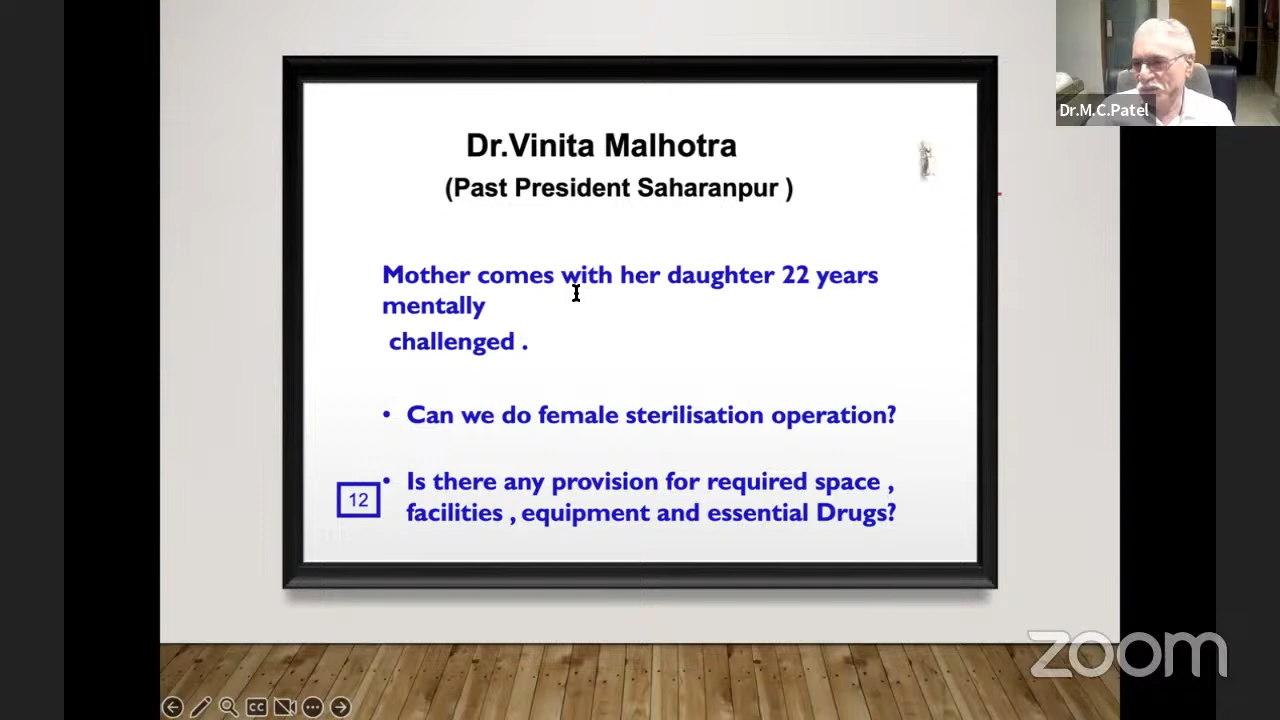 Dr.M.C.Patel
Dr.Vinita Malhotra
(Past President Saharanpur )
Mother comes with her daughter 22 years
mentally
challenged .
• Can we do female sterilisation operation?
• Is there any provision for required space ,
12
facilities , equipment and essential Drugs?
zoom
CC